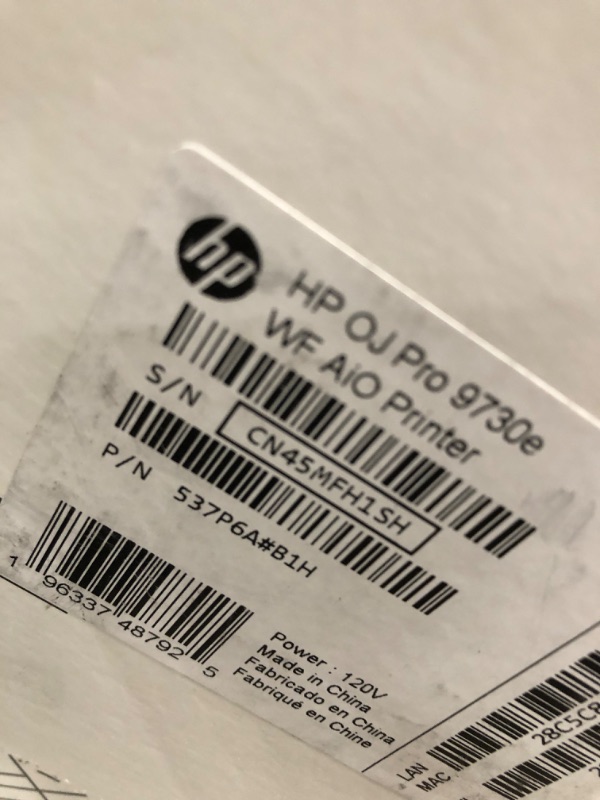 hp
HP OJ Pro 9730e
WF AiO Printer
S/N CN45MFH1SH
P/N 537P6A#B1H
1 96337 48792 5
Power : 120V
Made in China
Fabricado en China
Fabriqué en Chine
LAN
MAC